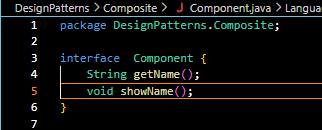 DesignPatterns > Composite > J Component.java > Langua
1 package DesignPatterns.Composite;
2
3 interface  Component {
4     String getName();
5     void showName();
6 }
7